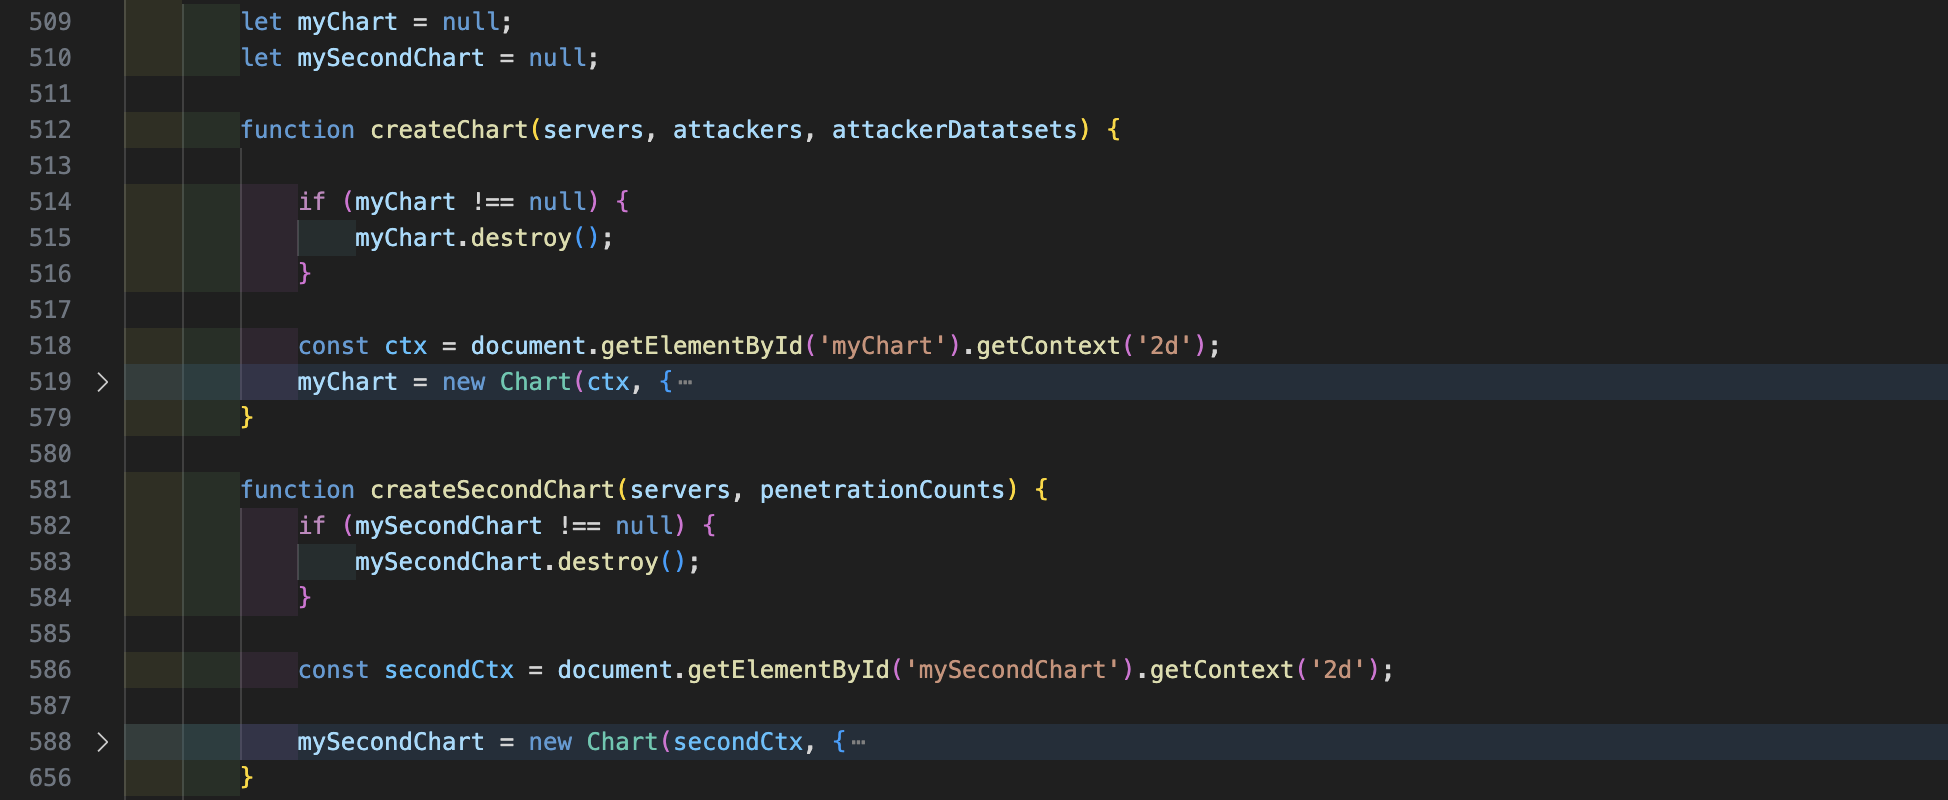 509 let myChart = null;
510 let mySecondChart = null;
511
512 function createChart(servers, attackers, attackerDatatsets) {
513
514 if (myChart !== null) {
515 myChart.destroy();
516 }
517
518 const ctx = document.getElementById('myChart').getContext('2d');
519 > myChart = new Chart(ctx, {⋯
579 }
580
581 function createSecondChart(servers, penetrationCounts) {
582 if (mySecondChart !== null) {
583 mySecondChart.destroy();
584 }
585
586 const secondCtx = document.getElementById('mySecondChart').getContext('2d');
587
588 > mySecondChart = new Chart(secondCtx, {⋯
656 }